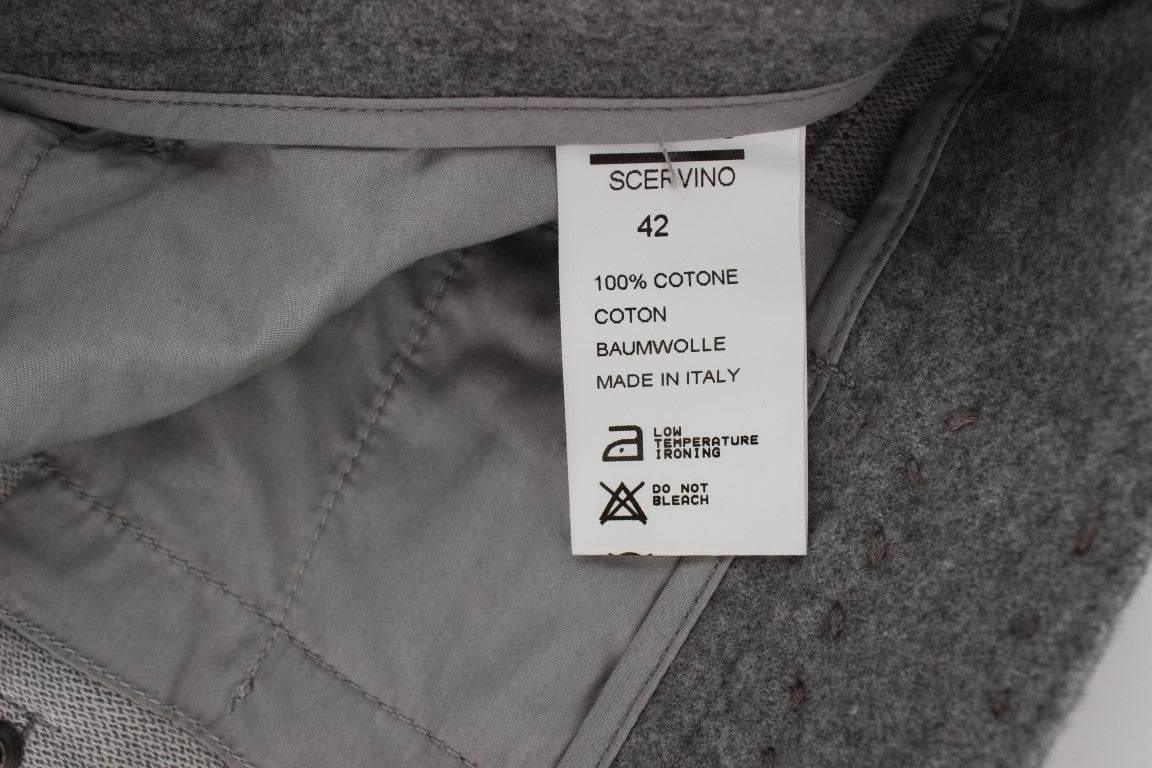 SCERVINO
42
100% COTONE
COTON
BAUMWOLLE
MADE IN ITALY
LOW
TEMPERATURE
IRONING
DO NOT
BLEACH